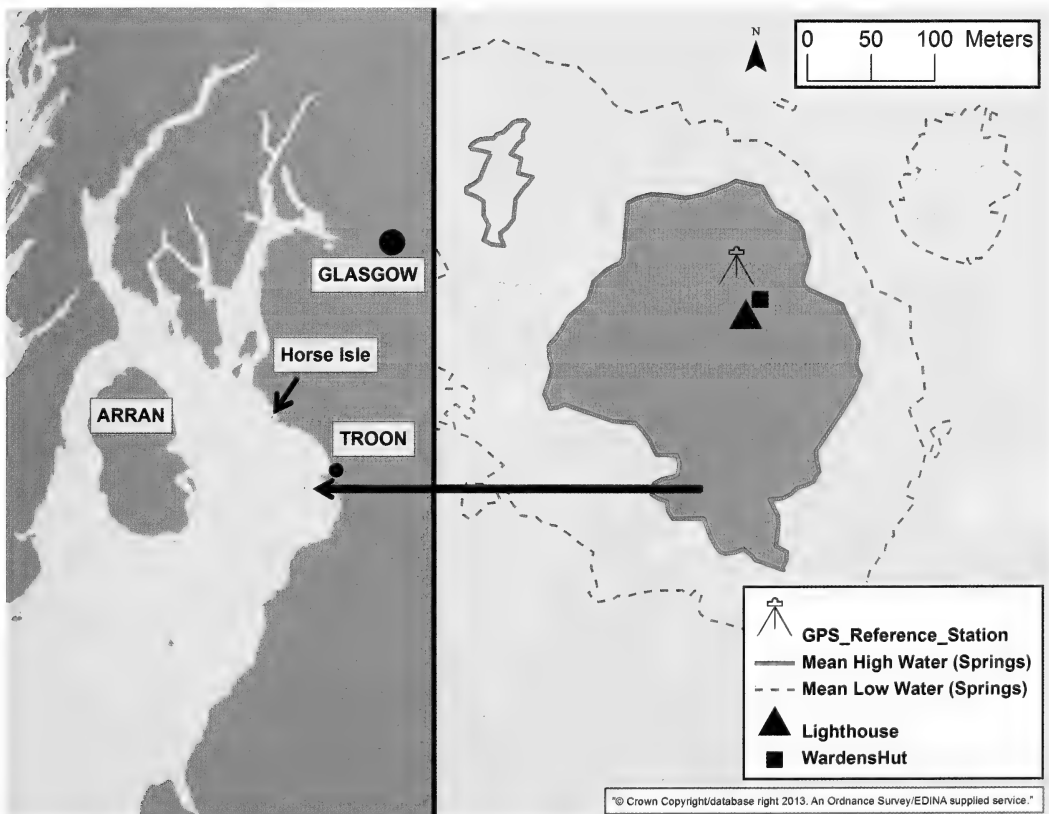 N
0 50 100 Meters
GLASGOW
Horse Isle
ARRAN
TROON
GPS_Reference_Station
Mean High Water (Springs)
Mean Low Water (Springs)
Lighthouse
WardensHut
"© Crown Copyright/database right 2013. An Ordnance Survey/EDINA supplied service."